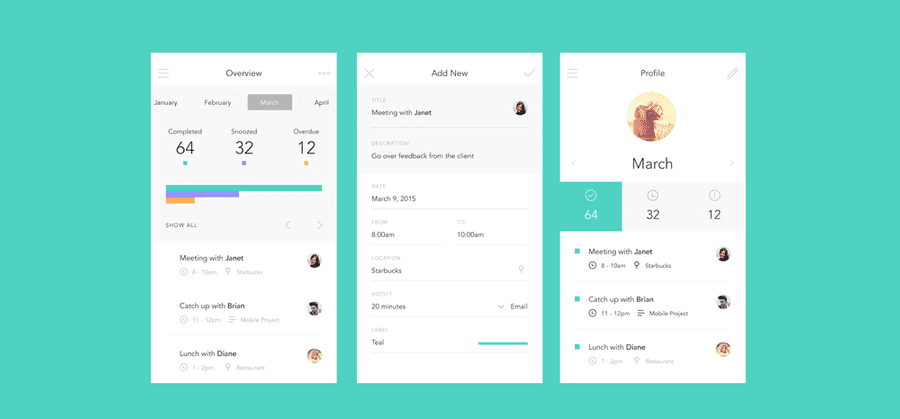 Overview
January February March April
Completed Snoozed Overdue
64 32 12
SHOW ALL
Meeting with Janet
8 - 10am Starbucks
Catch up with Brian
11 - 12pm Mobile Project
Lunch with Diane
1 - 2pm Restaurant
Add New
TITLE
Meeting with Janet
DESCRIPTION
Go over feedback from the client
DATE
March 9, 2015
FROM TO
8:00am 10:00am
LOCATION
Starbucks
NOTIFY
20 minutes Email
LABEL
Teal
Profile
March
64 32 12
Meeting with Janet
8 - 10am Starbucks
Catch up with Brian
11 - 12pm Mobile Project
Lunch with Diane
1 - 2pm Restaurant